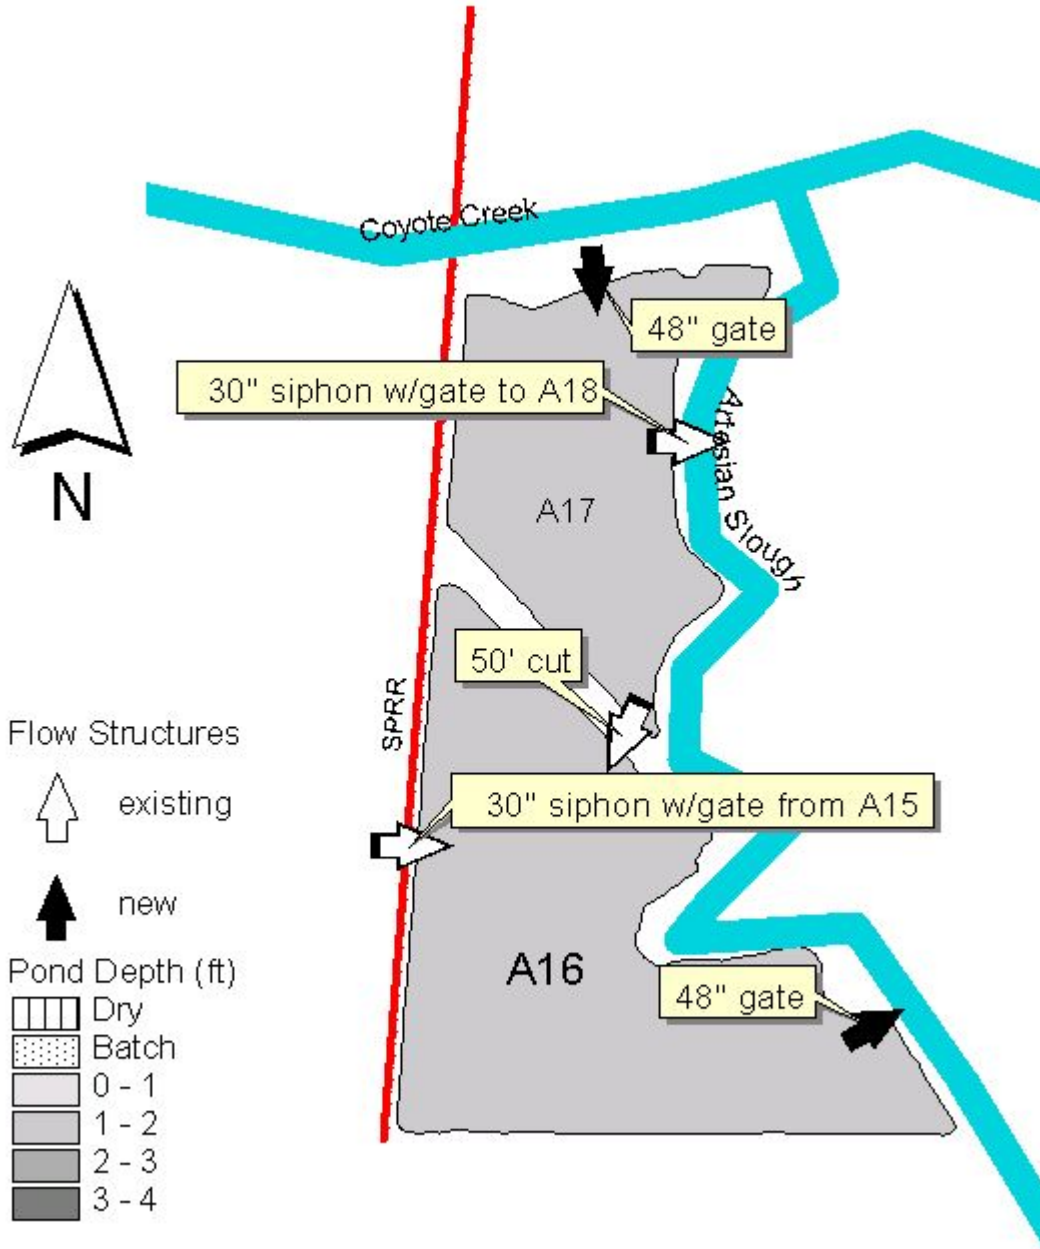 Coyote Creek
48" gate
30" siphon w/gate to A18
Artesian Slough
N
A17
50' cut
SPRR
Flow Structures
existing
30" siphon w/gate from A15
new
A16
48" gate
Pond Depth (ft)
Dry
Batch
0 - 1
1 - 2
2 - 3
3 - 4